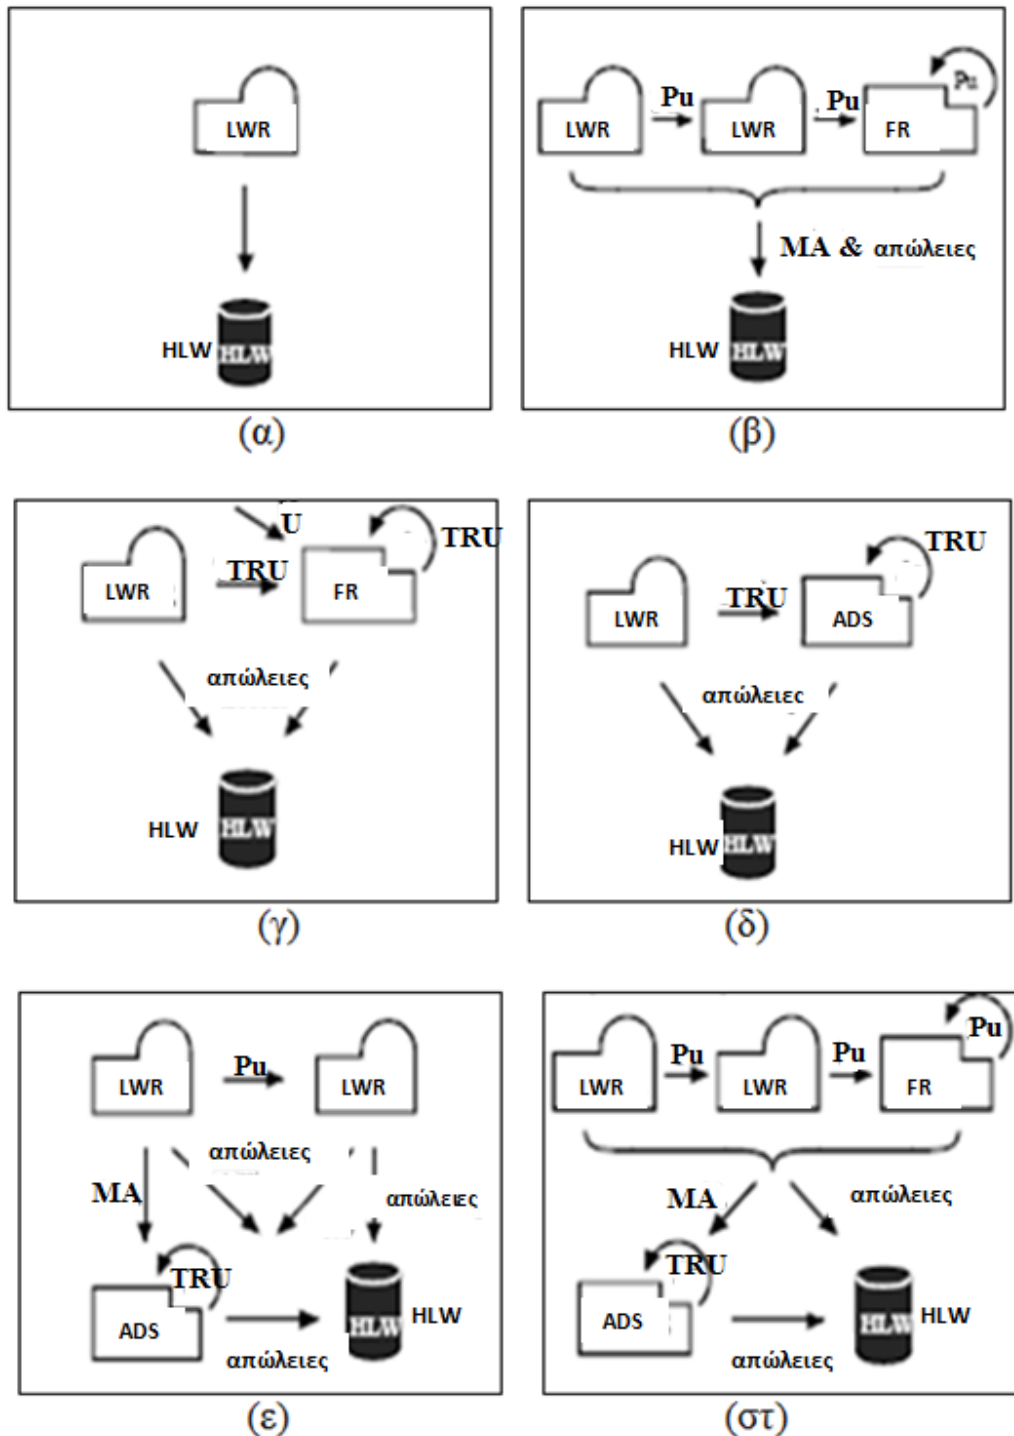 LWR
HLW HLW
(α)
Pu Pu Pu
LWR LWR FR
MA & απώλειες
HLW HLW
(β)
U
TRU
TRU
LWR FR
απώλειες
HLW HLW
(γ)
TRU
TRU
LWR ADS
απώλειες
HLW HLW
(δ)
Pu
LWR LWR
απώλειες
MA απώλειες
TRU
ADS HLW HLW
απώλειες
(ε)
Pu
Pu Pu
LWR LWR FR
MA απώλειες
TRU
ADS HLW HLW
απώλειες
(στ)